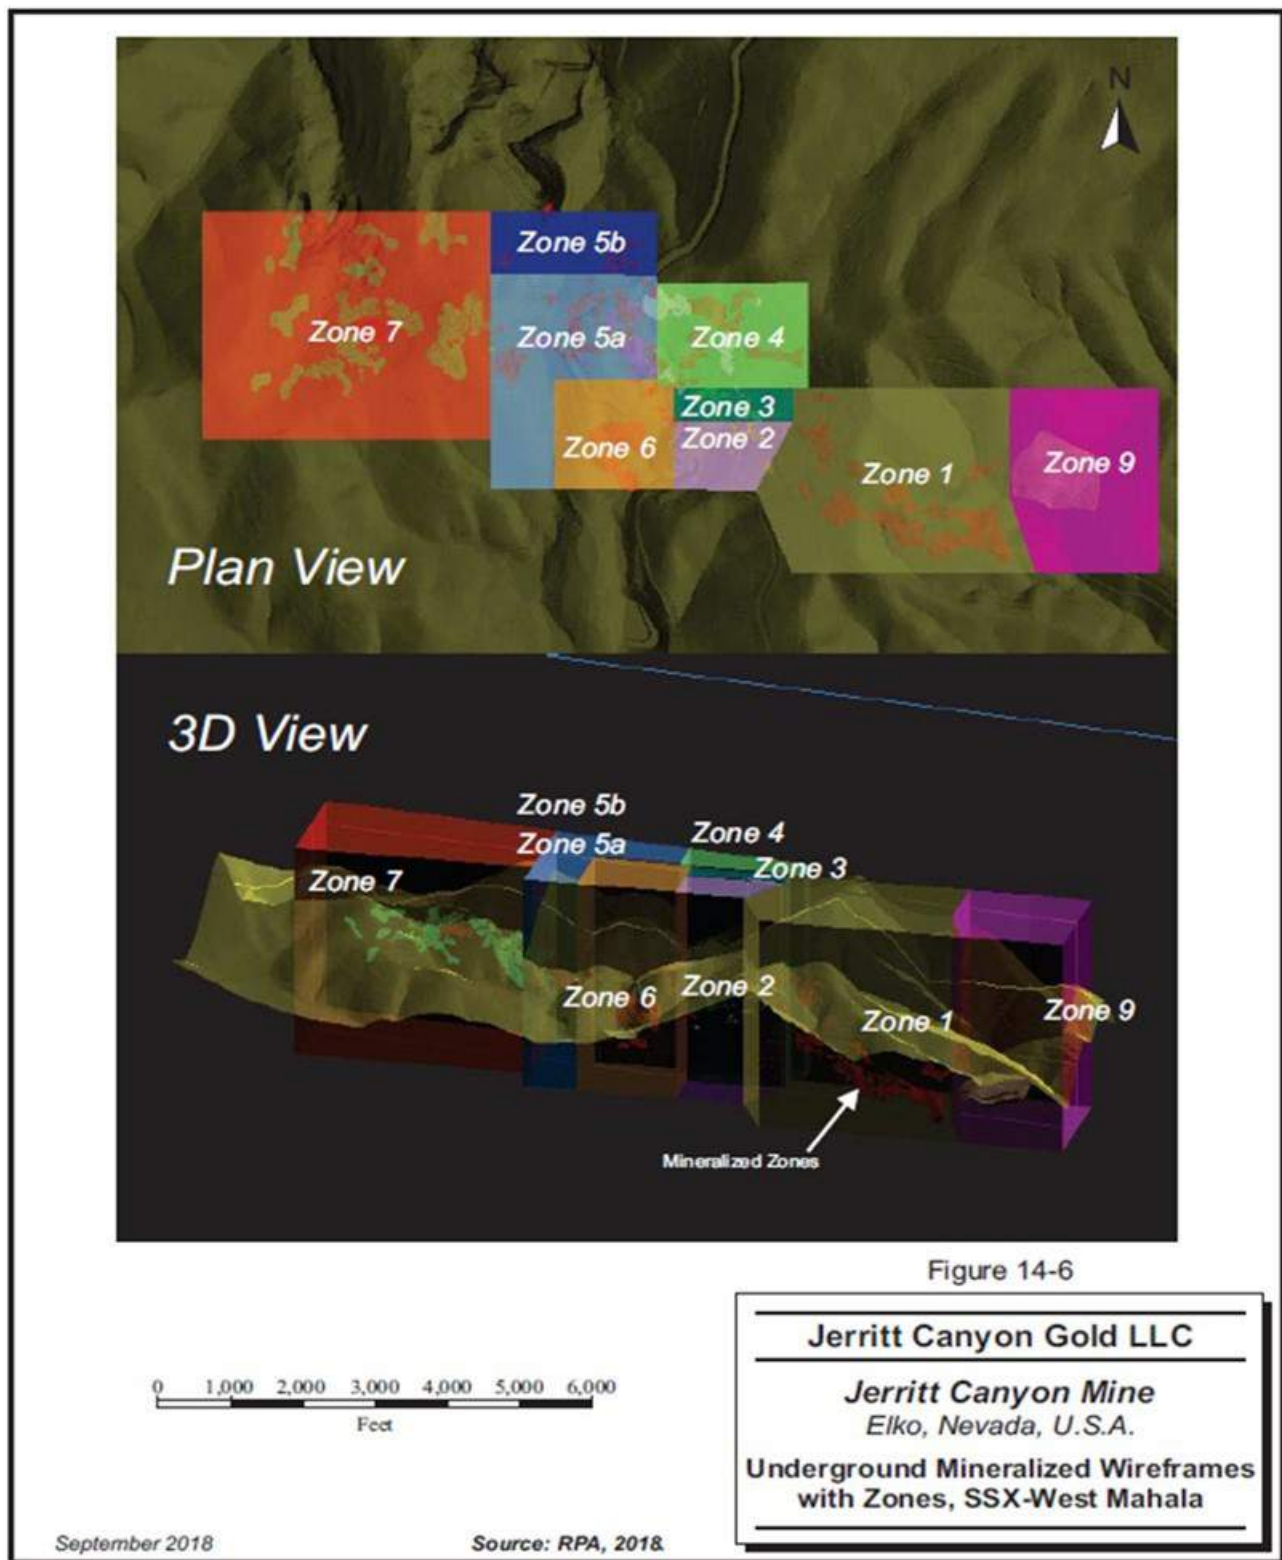 N
Zone 5b
Zone 7
Zone 5a
Zone 4
Zone 3
Zone 2
Zone 6
Zone 1
Zone 9
Plan View
3D View
Zone 5b
Zone 4
Zone 5a
Zone 3
Zone 7
Zone 2
Zone 6
Zone 9
Zone 1
Mineralized Zones
Figure 14-6
0 1,000 2,000 3,000 4,000 5,000 6,000
Feet
Jerritt Canyon Gold LLC
Jerritt Canyon Mine
Elko, Nevada, U.S.A.
Underground Mineralized Wireframes
with Zones, SSX-West Mahala
September 2018
Source: RPA, 2018.